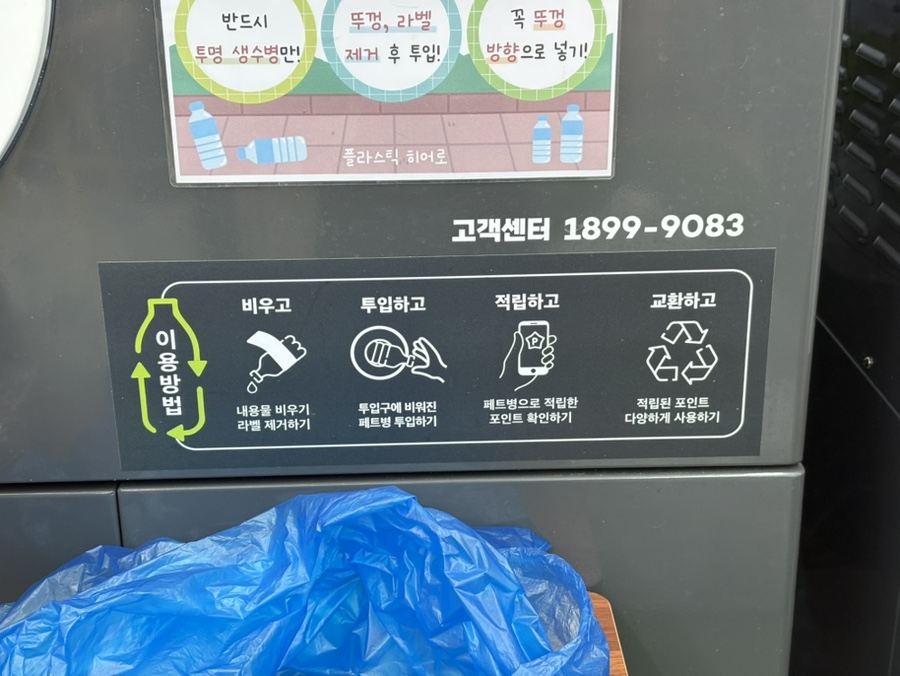 반드시
투명 생수병만!
뚜껑, 라벨
제거 후 투입!
꼭 뚜껑
방향으로 넣기!
플라스틱 히어로
고객센터 1899-9083
이용방법
비우고
내용물 비우기
라벨 제거하기
투입하고
투입구에 비워진
페트병 투입하기
적립하고
P
페트병으로 적립한
포인트 확인하기
교환하고
적립된 포인트
다양하게 사용하기